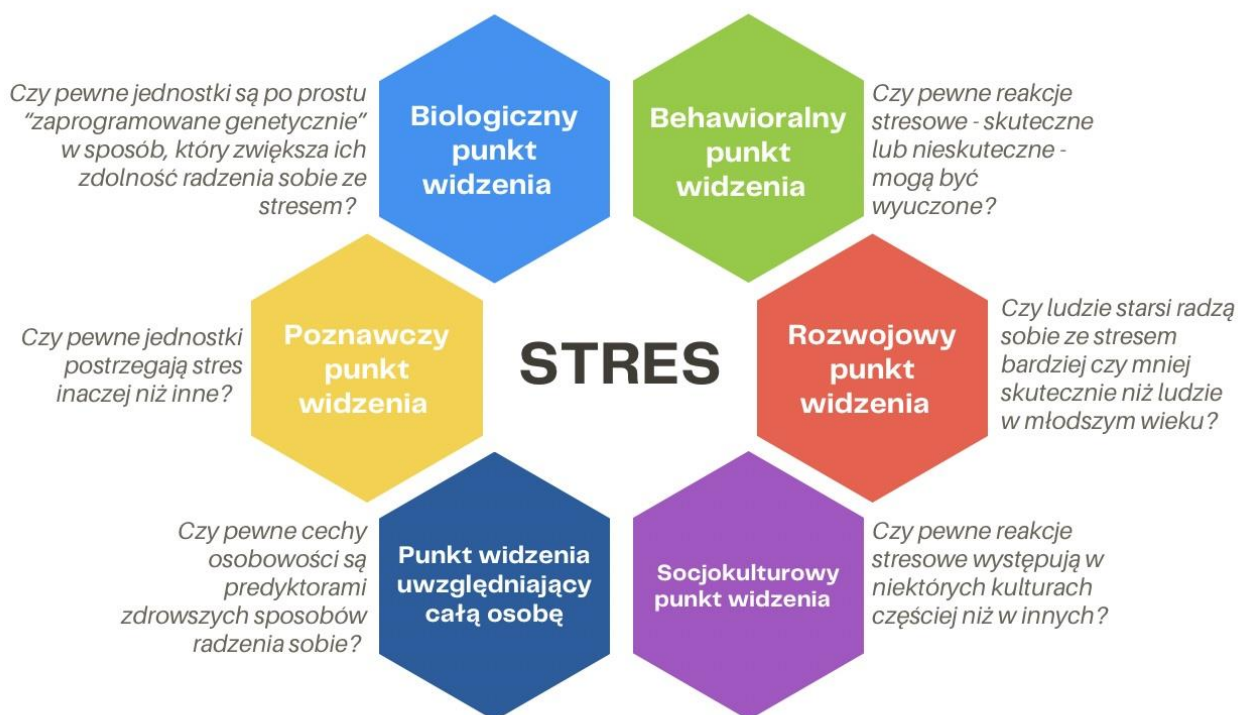 Czy pewne jednostki są po prostu
"zaprogramowane genetycznie"
w sposób, który zwiększa ich
zdolność radzenia sobie ze
stresem?
Biologiczny
punkt
widzenia
Behawioralny
punkt
widzenia
Czy pewne reakcje
stresowe - skuteczne
lub nieskuteczne -
mogą być
wyuczone?
Czy pewne jednostki
postrzegają stres
inaczej niż inne?
Poznawczy
punkt
widzenia
STRES
Rozwojowy
punkt
widzenia
Czy ludzie starsi radzą
sobie ze stresem
bardziej czy mniej
skutecznie niż ludzie
w młodszym wieku?
Czy pewne cechy
osobowości są
predyktorami
zdrowszych sposobów
radzenia sobie?
Punkt widzenia
uwzględniający
całą osobę
Socjokulturowy
punkt widzenia
Czy pewne reakcje
stresowe występują w
niektórych kulturach
częściej niż w innych?